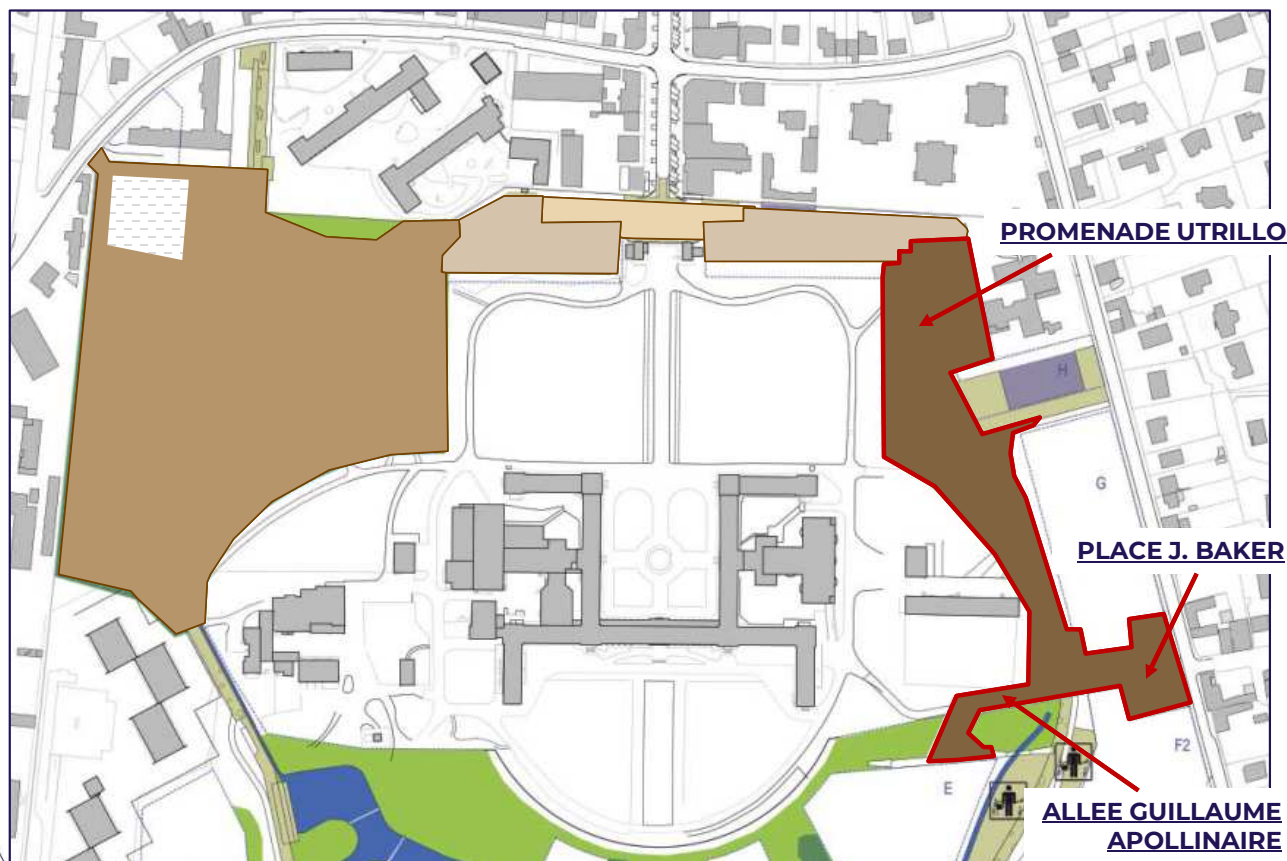 PROMENADE UTRILLO
H
G
PLACE J. BAKER
F2
E
ALLEE GUILLAUME
APOLLINAIRE